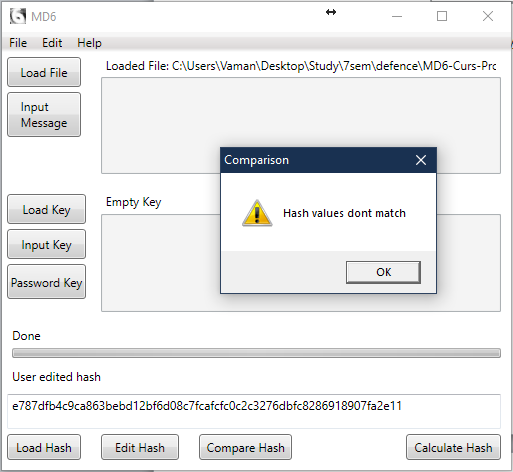 MD6
File Edit Help
Load File
Loaded File: C:\Users\Vaman\Desktop\Study\7sem\defence\MD6-Curs-Prc
Input
Message
Comparison
Hash values dont match
OK
Load Key
Empty Key
Input Key
Password Key
Done
User edited hash
e787dfb4c9ca863bebd12bf6d08c7fcafcfc0c2c3276dbfc8286918907fa2e11
Load Hash Edit Hash Compare Hash Calculate Hash